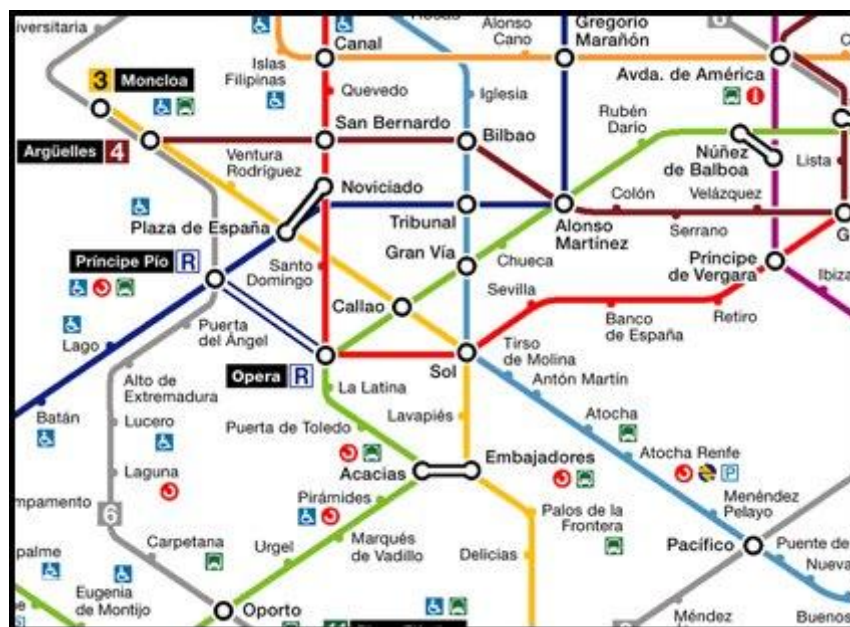 Canal
Alonso
Cano
Gregorio
Marañón
Islas
Filipinas
3 Moncloa
Quevedo
Iglesia
Avda. de América
Rubén
Darío
Argüelles 4
San Bernardo
Bilbao
Núñez
de Balboa
Lista
Ventura
Rodríguez
Noviciado
Colón
Velázquez
Plaza de España
Tribunal
Alonso
Martínez
Serrano
G
Príncipe Pío R
Santo
Domingo
Gran Vía
Chueca
Príncipe
de Vergara
Sevilla
Ibiza
Callao
Puerta
del Ángel
Banco
de España
Retiro
Lago
Opera R
Sol
Tirso
de Molina
Alto de
Extremadura
La Latina
Antón Martín
Batán
Lucero
Lavapiés
Atocha
Puerta de Toledo
Laguna
Acacias
Embajadores
Atocha Renfe
P
mpamento
6
Pirámides
Palos de la
Frontera
Menéndez
Pelayo
Carpetana
Urgel
Marqués
de Vadillo
Delicias
Pacífico
Puente de
Nueva
palme
Eugenia
de Montijo
Oporto
Méndez
Buenos